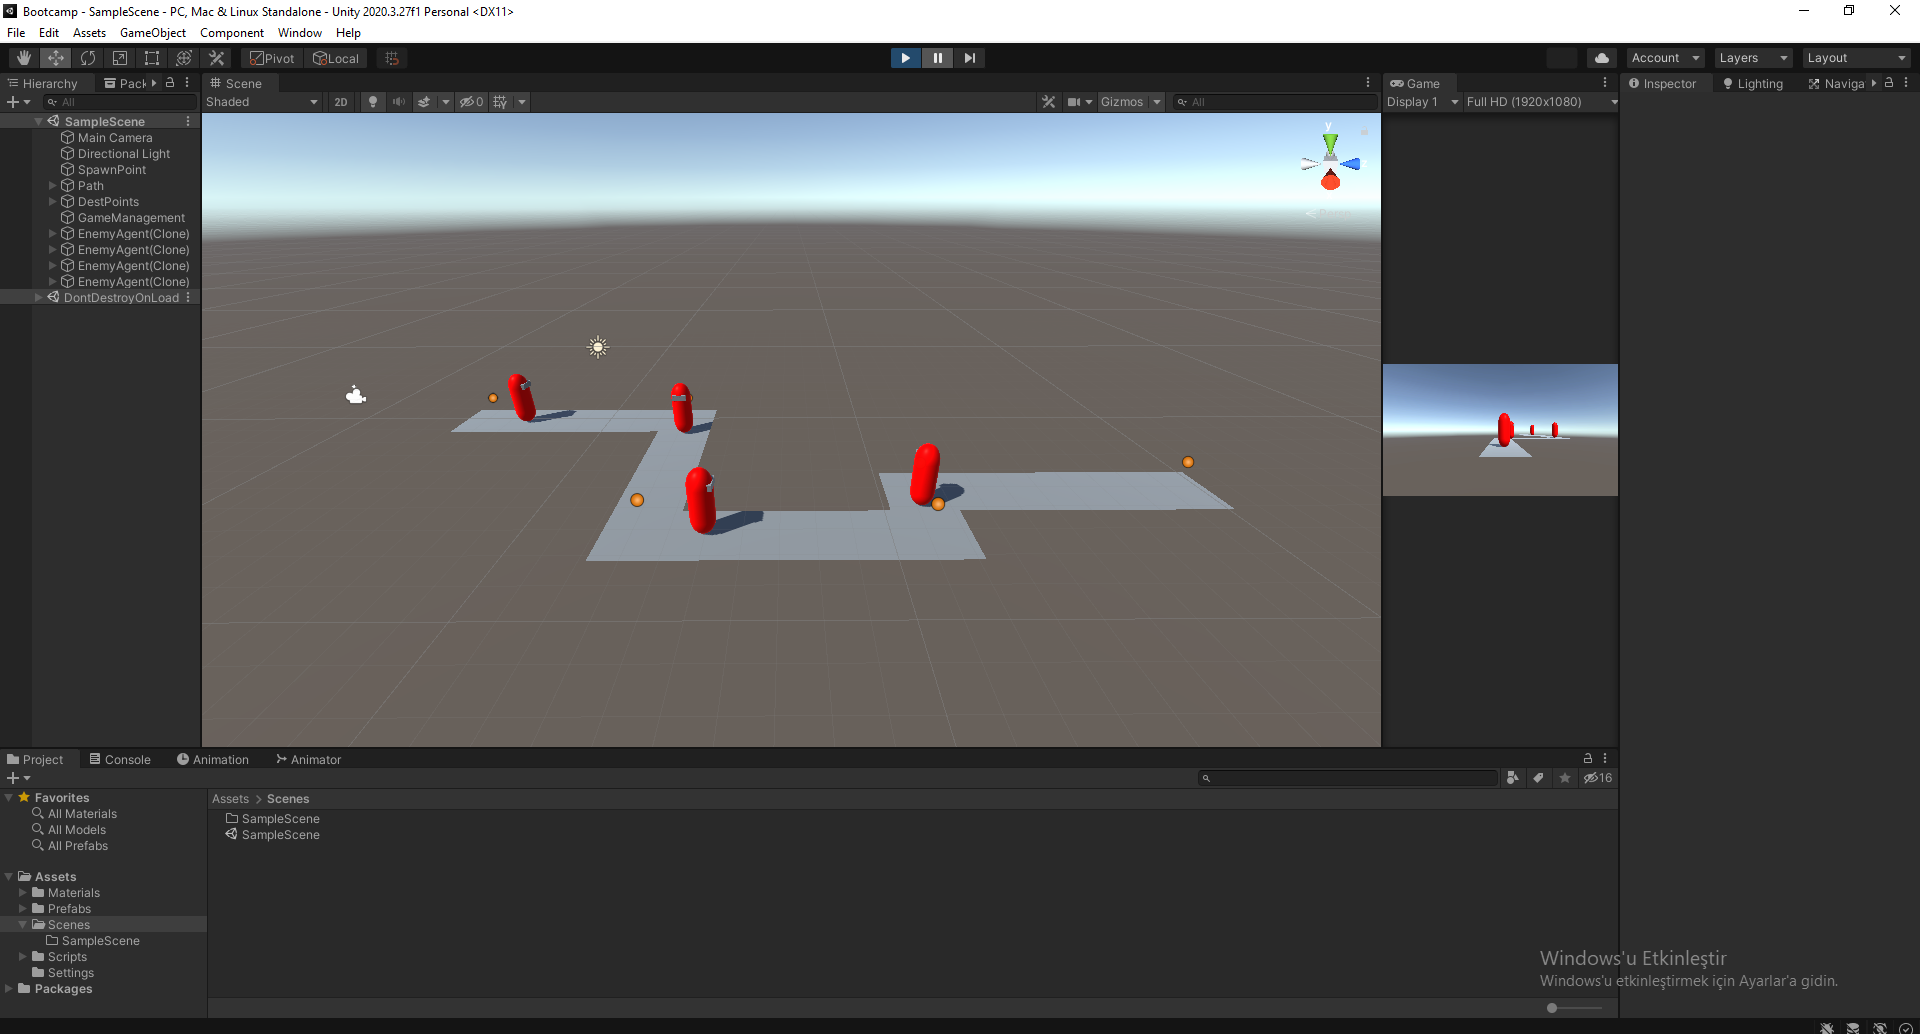 Bootcamp - SampleScene - PC, Mac & Linux Standalone - Unity 2020.3.27f1 Personal <DX11>
File Edit Assets GameObject Component Window Help
Pivot Local Account Layers Layout
Hierarchy Pack Scene Game Inspector Lighting Naviga
All Shaded 2D 0 Gizmos All Display 1 Full HD (1920x1080)
SampleScene
Main Camera
Directional Light
SpawnPoint
Path
DestPoints
GameManagement
EnemyAgent(Clone)
EnemyAgent(Clone)
EnemyAgent(Clone)
EnemyAgent(Clone)
DontDestroyOnLoad
y
Project Console Animation Animator
16
Favorites
All Materials
All Models
All Prefabs
Assets
Materials
Prefabs
Scenes
SampleScene
Scripts
Settings
Packages
Assets > Scenes
SampleScene
SampleScene
Windows'u Etkinleştir
Windows'u etkinleştirmek için Ayarlar'a gidin.